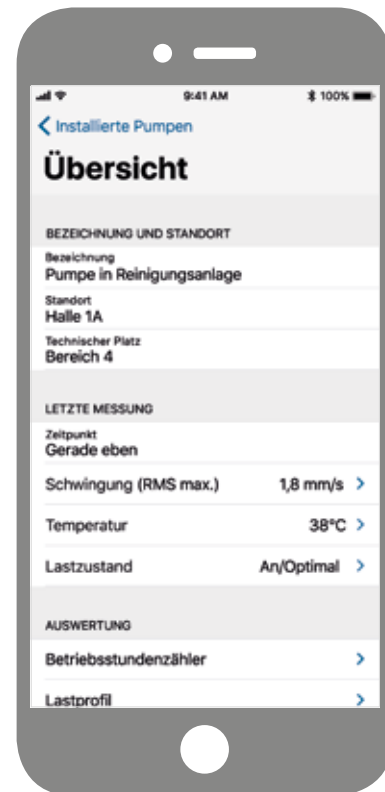 9:41 AM 100%
Installierte Pumpen
Übersicht
BEZEICHNUNG UND STANDORT
Bezeichnung
Pumpe in Reinigungsanlage
Standort
Halle 1A
Technischer Platz
Bereich 4
LETZTE MESSUNG
Zeitpunkt
Gerade eben
Schwingung (RMS max.) 1,8 mm/s
Temperatur 38°C
Lastzustand An/Optimal
AUSWERTUNG
Betriebsstundenzähler
Lastprofil